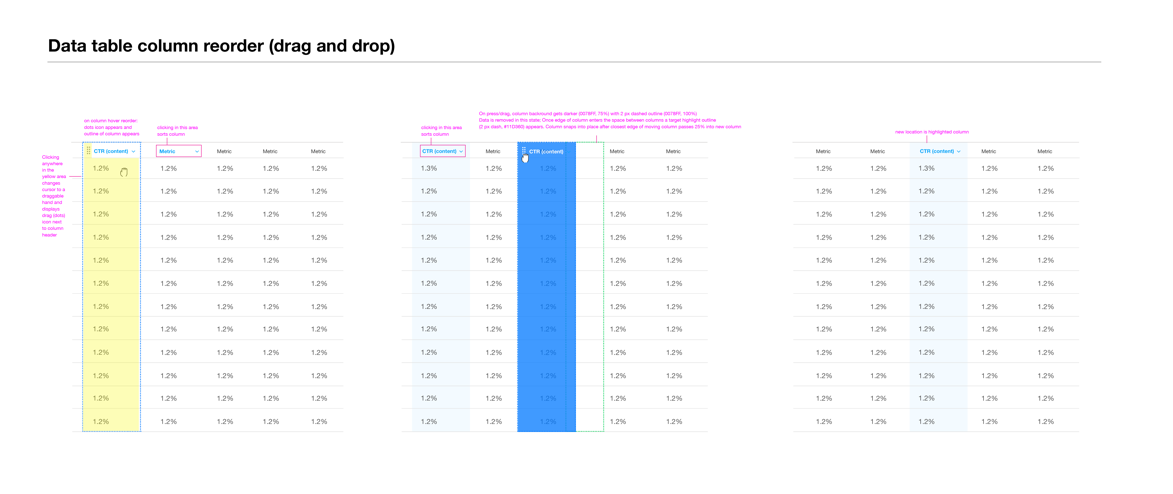 Data table column reorder (drag and drop)
on column hover reorder
dots icon appears and
outline of column appears
clicking in this area
sorts column
Clicking
anywhere
in the
yellow area
changes
cursor to a
draggable
hand and
displays
drag (dots)
icon next
to column
header
CTR (content) Metric Metric Metric Metric
1.2% 1.2% 1.2% 1.2% 1.2%
1.2% 1.2% 1.2% 1.2% 1.2%
1.2% 1.2% 1.2% 1.2% 1.2%
1.2% 1.2% 1.2% 1.2% 1.2%
1.2% 1.2% 1.2% 1.2% 1.2%
1.2% 1.2% 1.2% 1.2% 1.2%
1.2% 1.2% 1.2% 1.2% 1.2%
1.2% 1.2% 1.2% 1.2% 1.2%
1.2% 1.2% 1.2% 1.2% 1.2%
1.2% 1.2% 1.2% 1.2% 1.2%
1.2% 1.2% 1.2% 1.2% 1.2%
1.2% 1.2% 1.2% 1.2% 1.2%
clicking in this area
sorts column
On press/drag, column background gets darker (0078FF, 75%) with 2 px dashed outline (0078FF, 100%)
Data is removed in this state; Once edge of column enters the space between columns a target highlight outline
(2 px dash, #11D380) appears. Column snaps into place after closest edge of moving column passes 25% into new column
CTR (content) Metric CTR (content) Metric Metric
1.3% 1.2% 1.2% 1.2% 1.2%
1.2% 1.2% 1.2% 1.2% 1.2%
1.2% 1.2% 1.2% 1.2% 1.2%
1.2% 1.2% 1.2% 1.2% 1.2%
1.2% 1.2% 1.2% 1.2% 1.2%
1.2% 1.2% 1.2% 1.2% 1.2%
1.2% 1.2% 1.2% 1.2% 1.2%
1.2% 1.2% 1.2% 1.2% 1.2%
1.2% 1.2% 1.2% 1.2% 1.2%
1.2% 1.2% 1.2% 1.2% 1.2%
1.2% 1.2% 1.2% 1.2% 1.2%
1.2% 1.2% 1.2% 1.2% 1.2%
new location is highlighted column
Metric Metric CTR (content) Metric Metric
1.2% 1.2% 1.3% 1.2% 1.2%
1.2% 1.2% 1.2% 1.2% 1.2%
1.2% 1.2% 1.2% 1.2% 1.2%
1.2% 1.2% 1.2% 1.2% 1.2%
1.2% 1.2% 1.2% 1.2% 1.2%
1.2% 1.2% 1.2% 1.2% 1.2%
1.2% 1.2% 1.2% 1.2% 1.2%
1.2% 1.2% 1.2% 1.2% 1.2%
1.2% 1.2% 1.2% 1.2% 1.2%
1.2% 1.2% 1.2% 1.2% 1.2%
1.2% 1.2% 1.2% 1.2% 1.2%
1.2% 1.2% 1.2% 1.2% 1.2%